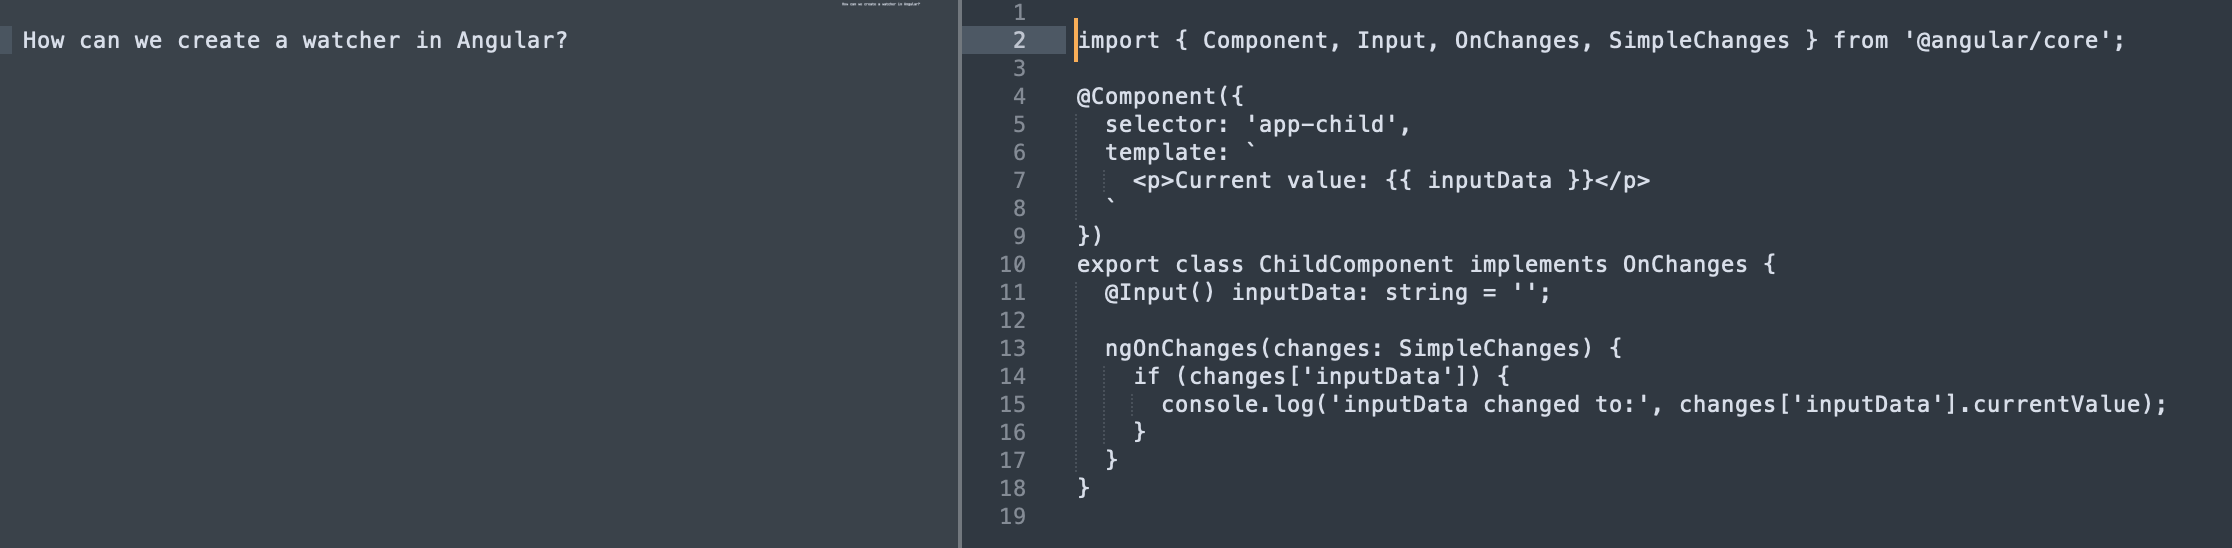 How can we create a watcher in Angular?
How can we create a watcher in Angular?
1
2 import { Component, Input, OnChanges, SimpleChanges } from '@angular/core';
3
4 @Component({
5   selector: 'app-child',
6   template: `
7     <p>Current value: {{ inputData }}</p>
8   `
9 })
10 export class ChildComponent implements OnChanges {
11   @Input() inputData: string = '';
12
13   ngOnChanges(changes: SimpleChanges) {
14     if (changes['inputData']) {
15       console.log('inputData changed to:', changes['inputData'].currentValue);
16     }
17   }
18 }
19